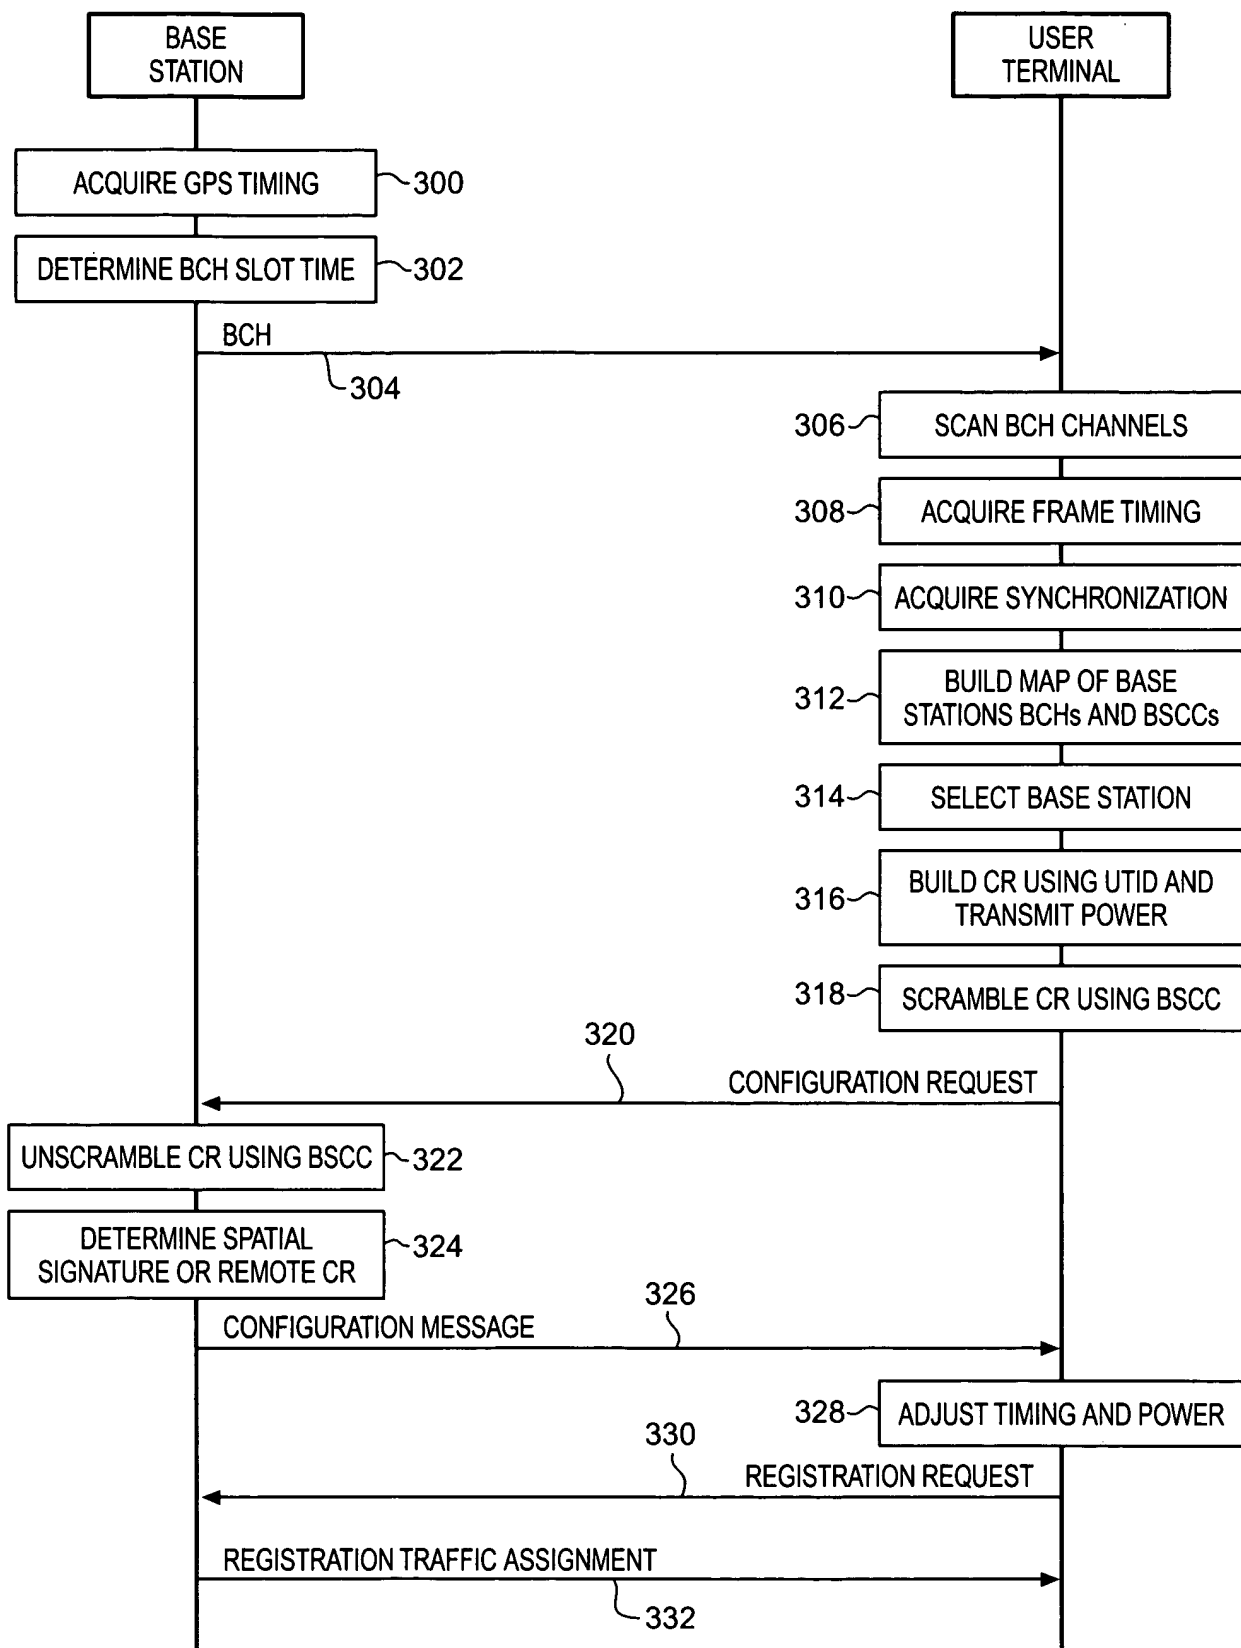 BASE
STATION
USER
TERMINAL
ACQUIRE GPS TIMING
300
DETERMINE BCH SLOT TIME
302
BCH
304
306
SCAN BCH CHANNELS
308
ACQUIRE FRAME TIMING
310
ACQUIRE SYNCHRONIZATION
312
BUILD MAP OF BASE
STATIONS BCHs AND BSCCs
314
SELECT BASE STATION
316
BUILD CR USING UTID AND
TRANSMIT POWER
318
SCRAMBLE CR USING BSCC
320
CONFIGURATION REQUEST
UNSCRAMBLE CR USING BSCC
322
DETERMINE SPATIAL
SIGNATURE OR REMOTE CR
324
CONFIGURATION MESSAGE
326
328
ADJUST TIMING AND POWER
330
REGISTRATION REQUEST
REGISTRATION TRAFFIC ASSIGNMENT
332